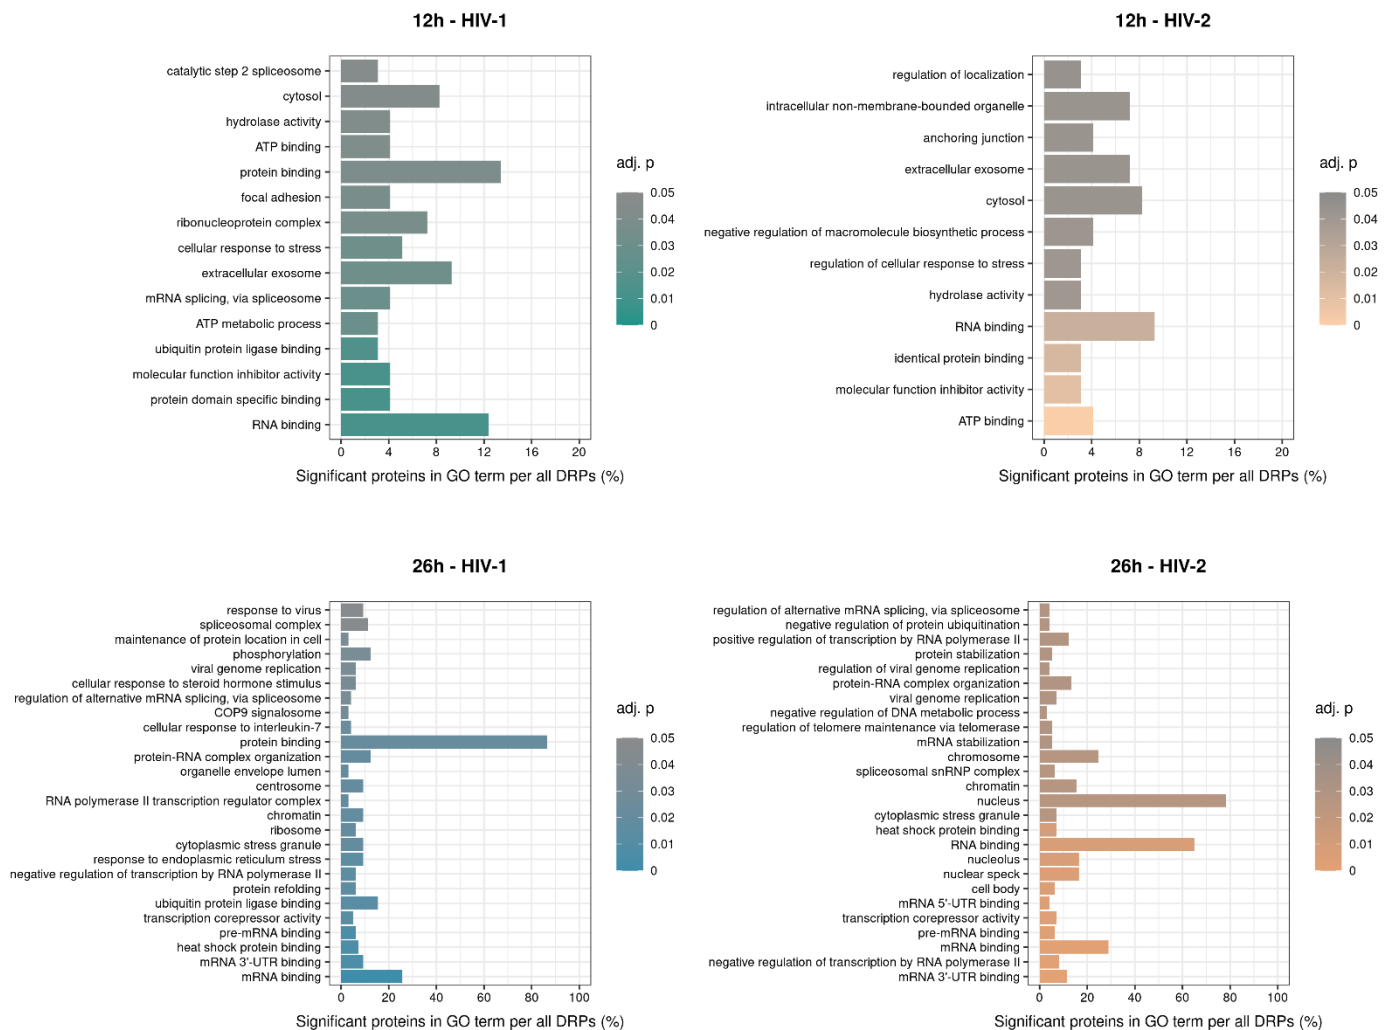 12h - HIV-1
catalytic step 2 spliceosome
cytosol
hydrolase activity
ATP binding
protein binding
focal adhesion
ribonucleoprotein complex
cellular response to stress
extracellular exosome
mRNA splicing, via spliceosome
ATP metabolic process
ubiquitin protein ligase binding
molecular function inhibitor activity
protein domain specific binding
RNA binding
0 4 8 12 16 20
Significant proteins in GO term per all DRPs (%)
adj. p
0.05
0.04
0.03
0.02
0.01
0
12h - HIV-2
regulation of localization
intracellular non-membrane-bounded organelle
anchoring junction
extracellular exosome
cytosol
negative regulation of macromolecule biosynthetic process
regulation of cellular response to stress
hydrolase activity
RNA binding
identical protein binding
molecular function inhibitor activity
ATP binding
0 4 8 12 16 20
Significant proteins in GO term per all DRPs (%)
adj. p
0.05
0.04
0.03
0.02
0.01
0
26h - HIV-1
response to virus
spliceosomal complex
maintenance of protein location in cell
phosphorylation
viral genome replication
cellular response to steroid hormone stimulus
regulation of alternative mRNA splicing, via spliceosome
COP9 signalosome
cellular response to interleukin-7
protein binding
protein-RNA complex organization
organelle envelope lumen
centrosome
RNA polymerase II transcription regulator complex
chromatin
ribosome
cytoplasmic stress granule
response to endoplasmic reticulum stress
negative regulation of transcription by RNA polymerase II
protein refolding
ubiquitin protein ligase binding
transcription corepressor activity
pre-mRNA binding
heat shock protein binding
mRNA 3'-UTR binding
mRNA binding
0 20 40 60 80 100
Significant proteins in GO term per all DRPs (%)
adj. p
0.05
0.04
0.03
0.02
0.01
0
26h - HIV-2
regulation of alternative mRNA splicing, via spliceosome
negative regulation of protein ubiquitination
positive regulation of transcription by RNA polymerase II
protein stabilization
regulation of viral genome replication
protein-RNA complex organization
viral genome replication
negative regulation of DNA metabolic process
regulation of telomere maintenance via telomerase
mRNA stabilization
chromosome
spliceosomal snRNP complex
chromatin
nucleus
cytoplasmic stress granule
heat shock protein binding
RNA binding
nucleolus
nuclear speck
cell body
mRNA 5'-UTR binding
transcription corepressor activity
pre-mRNA binding
mRNA binding
negative regulation of transcription by RNA polymerase II
mRNA 3'-UTR binding
0 20 40 60 80 100
Significant proteins in GO term per all DRPs (%)
adj. p
0.05
0.04
0.03
0.02
0.01
0